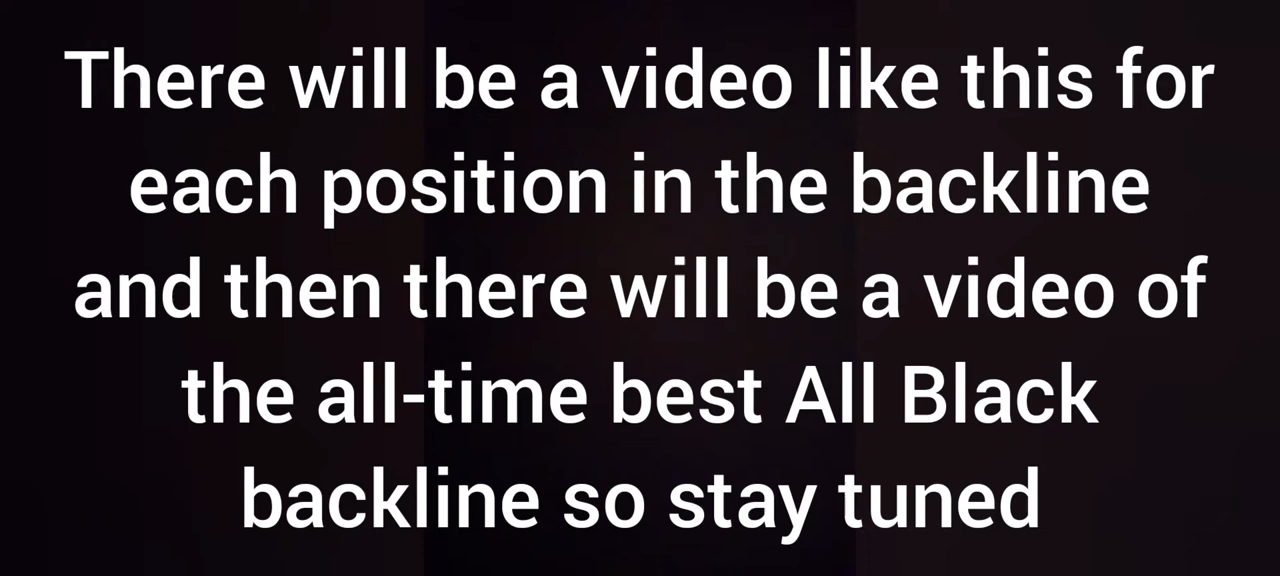 There will be a video like this for
each position in the backline
and then there will be a video of
the all-time best All Black
backline so stay tuned